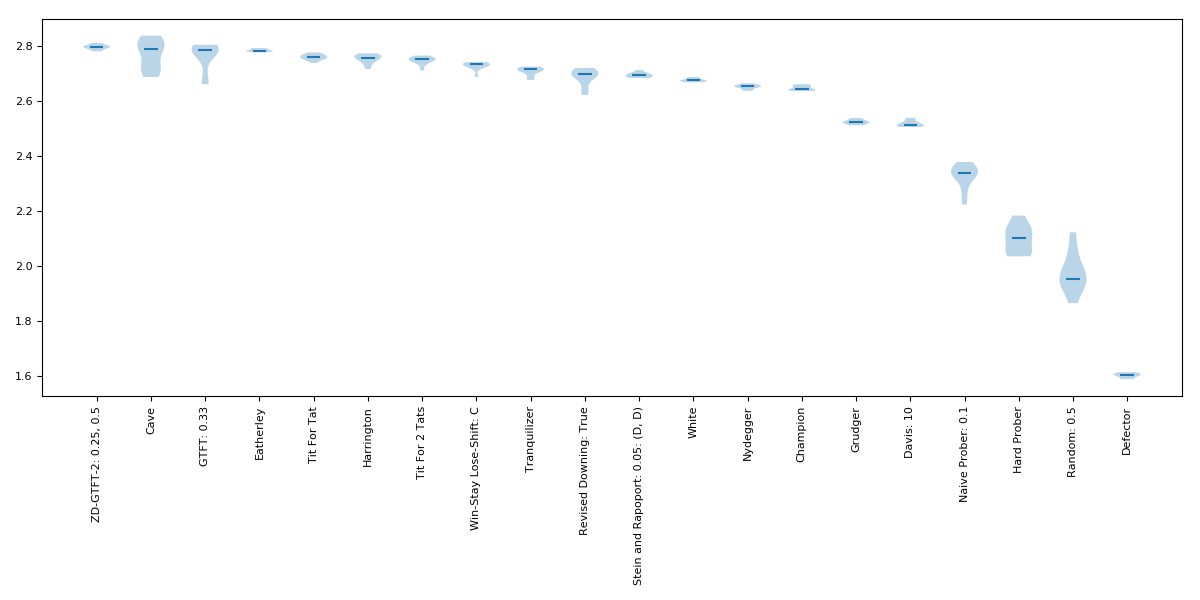 2.8
2.6
2.4
2.2
2.0
1.8
1.6
ZD-GTFT-2: 0.25, 0.5
Cave
GTFT: 0.33
Eatherley
Tit For Tat
Harrington
Tit For 2 Tats
Win-Stay Lose-Shift: C
Tranquilizer
Revised Downing: True
Stein and Rapoport: 0.05: (D, D)
White
Nydegger
Champion
Grudger
Davis: 10
Naive Prober: 0.1
Hard Prober
Random: 0.5
Defector